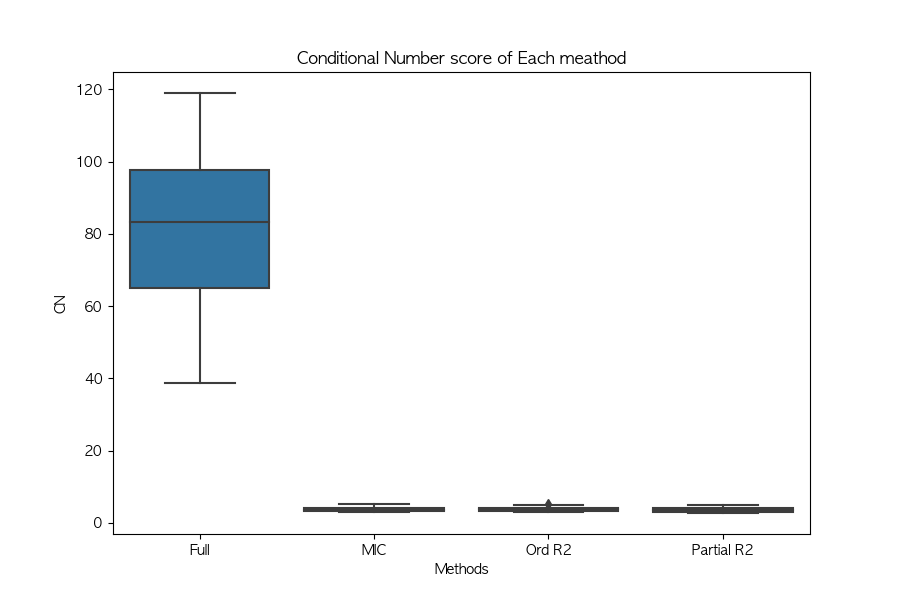 Conditional Number score of Each meathod
120
100
80
60
40
20
0
CN
Full
MIC
Ord R2
Partial R2
Methods